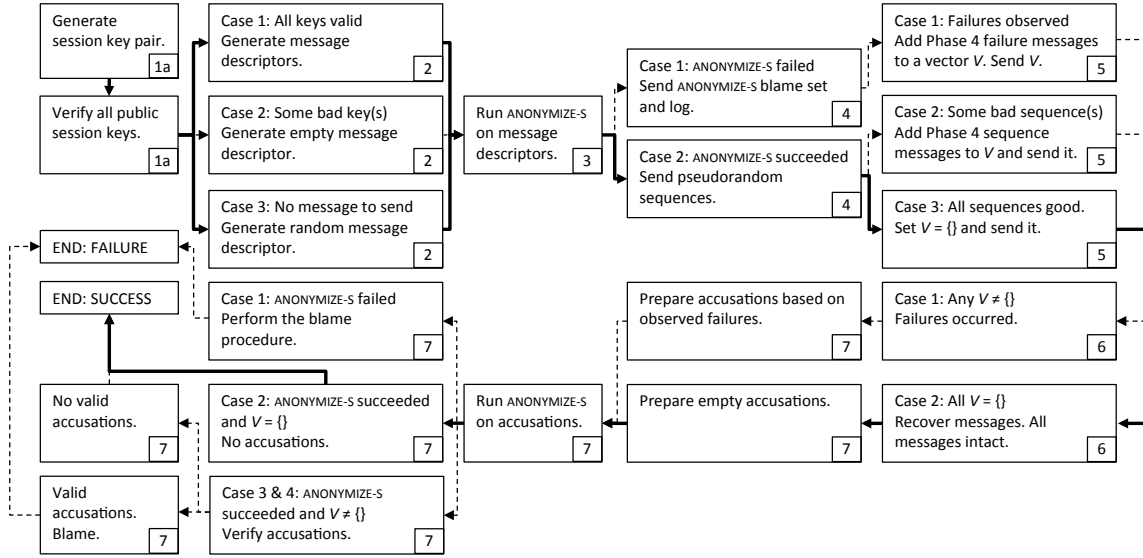 Generate
session key pair.
1a
Verify all public
session keys.
1a
Case 1: All keys valid
Generate message
descriptors.
2
Case 2: Some bad key(s)
Generate empty message
descriptor.
2
Case 3: No message to send
Generate random message
descriptor.
2
Run ANONYMIZE-S
on message
descriptors.
3
Case 1: ANONYMIZE-S failed
Send ANONYMIZE-S blame set
and log.
4
Case 2: ANONYMIZE-S succeeded
Send pseudorandom
sequences.
4
Case 1: Failures observed
Add Phase 4 failure messages
to a vector V. Send V.
5
Case 2: Some bad sequence(s)
Add Phase 4 sequence
messages to V and send it.
5
Case 3: All sequences good.
Set V = {} and send it.
5
Case 1: Any V ≠ {}
Failures occurred.
6
Case 2: All V = {}
Recover messages. All
messages intact.
6
Prepare accusations based on
observed failures.
7
Prepare empty accusations.
7
Run ANONYMIZE-S
on accusations.
7
Case 1: ANONYMIZE-S failed
Perform the blame
procedure.
7
Case 2: ANONYMIZE-S succeeded
and V = {}
No accusations.
7
Case 3 & 4: ANONYMIZE-S
succeeded and V ≠ {}
Verify accusations.
7
No valid
accusations.
7
Valid
accusations.
Blame.
7
END: FAILURE
END: SUCCESS